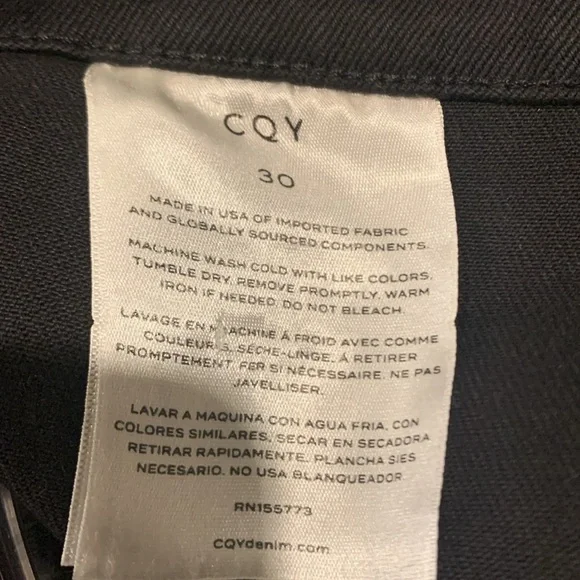 CQY
30
MADE IN USA OF IMPORTED FABRIC
AND GLOBALLY SOURCED COMPONENTS.
MACHINE WASH COLD WITH LIKE COLORS.
TUMBLE DRY. REMOVE PROMPTLY. WARM
IRON IF NEEDED. DO NOT BLEACH.
LAVAGE EN MACHINE À FROID AVEC COMME
COULEURS. SÈCHE-LINGE. À RETIRER
PROMPTEMENT FER SI NÉCESSAIRE. NE PAS
JAVELLISER.
LAVAR A MAQUINA CON AGUA FRIA, CON
COLORES SIMILARES, SECAR EN SECADORA
RETIRAR RAPIDAMENTE. PLANCHA SIES
NECESARIO. NO USA BLANQUEADOR.
RN155773
CQYdenim.com